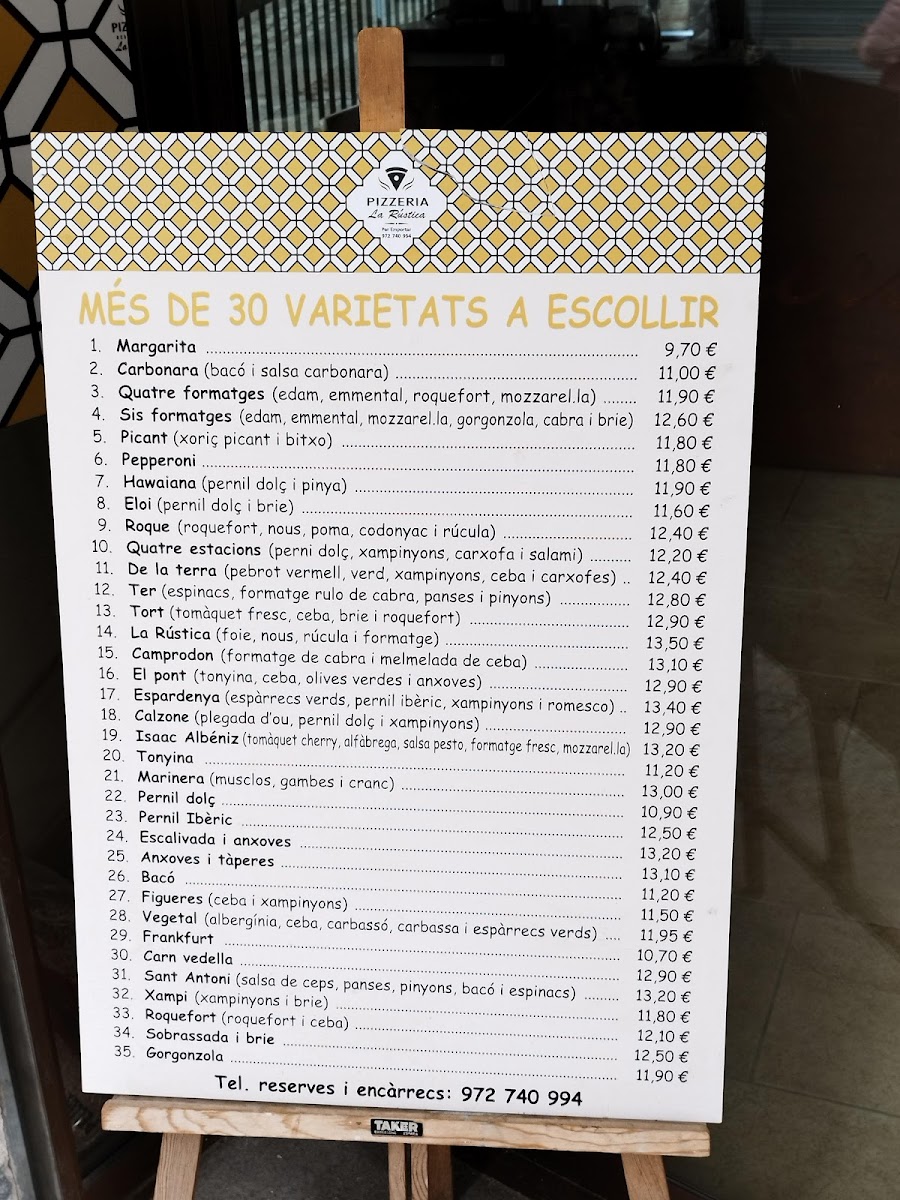 PIZZERIA
La Rústica
Per Emportar
972 740 994
MÉS DE 30 VARIETATS A ESCOLLIR
1. Margarita 9,70 €
2. Carbonara (bacó i salsa carbonara) 11,00 €
3. Quatre formatges (edam, emmental, roquefort, mozzarel.la) 11,90 €
4. Sis formatges (edam, emmental, mozzarel.la, gorgonzola, cabra i brie) 12,60 €
5. Picant (xoriç picant i bitxo) 11,80 €
6. Pepperoni 11,80 €
7. Hawaiana (pernil dolç i pinya) 11,90 €
8. Eloi (pernil dolç i brie) 11,60 €
9. Roque (roquefort, nous, poma, codonyac i rúcula) 12,40 €
10. Quatre estacions (perni dolç, xampinyons, carxofa i salami) 12,20 €
11. De la terra (pebrot vermell, verd, xampinyons, ceba i carxofes) 12,40 €
12. Ter (espinacs, formatge rulo de cabra, panses i pinyons) 12,80 €
13. Tort (tomàquet fresc, ceba, brie i roquefort) 12,90 €
14. La Rústica (foie, nous, rúcula i formatge) 13,50 €
15. Camprodon (formatge de cabra i melmelada de ceba) 13,10 €
16. El pont (tonyina, ceba, olives verdes i anxoves) 12,90 €
17. Espardenya (espàrrecs verds, pernil ibèric, xampinyons i romesco) 13,40 €
18. Calzone (plegada d'ou, pernil dolç i xampinyons) 12,90 €
19. Isaac Albéniz (tomàquet cherry, alfàbrega, salsa pesto, formatge fresc, mozzarel.la) 13,20 €
20. Tonyina 11,20 €
21. Marinera (musclos, gambes i cranc) 13,00 €
22. Pernil dolç 10,90 €
23. Pernil Ibèric 12,50 €
24. Escalivada i anxoves 13,20 €
25. Anxoves i tàperes 13,10 €
26. Bacó 11,20 €
27. Figueres (ceba i xampinyons) 11,50 €
28. Vegetal (albergínia, ceba, carbassó, carbassa i espàrrecs verds) 11,95 €
29. Frankfurt 10,70 €
30. Carn vedella 12,90 €
31. Sant Antoni (salsa de ceps, panses, pinyons, bacó i espinacs) 13,20 €
32. Xampi (xampinyons i brie) 11,80 €
33. Roquefort (roquefort i ceba) 12,10 €
34. Sobrassada i brie 12,50 €
35. Gorgonzola 11,90 €
Tel. reserves i encàrrecs: 972 740 994
TAKER